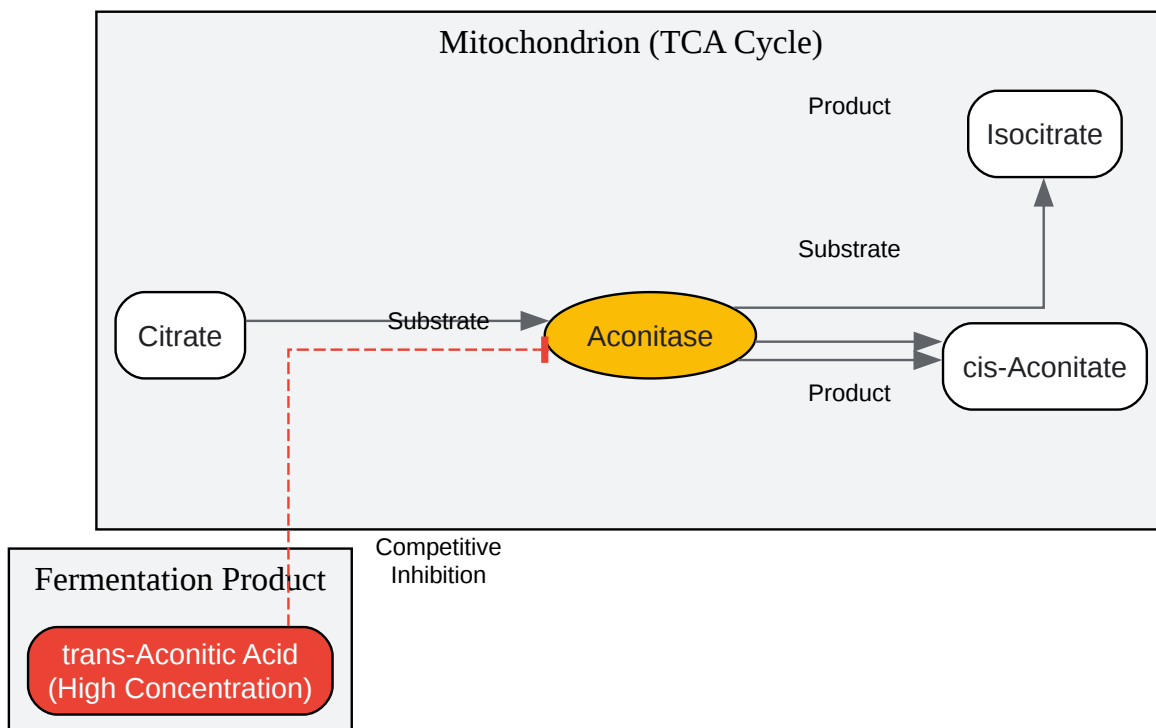 Mitochondrion (TCA Cycle)
Product
Isocitrate
Substrate
Citrate
Substrate
Aconitase
cis-Aconitate
Product
Competitive
Inhibition
Fermentation Product
trans-Aconitic Acid
(High Concentration)